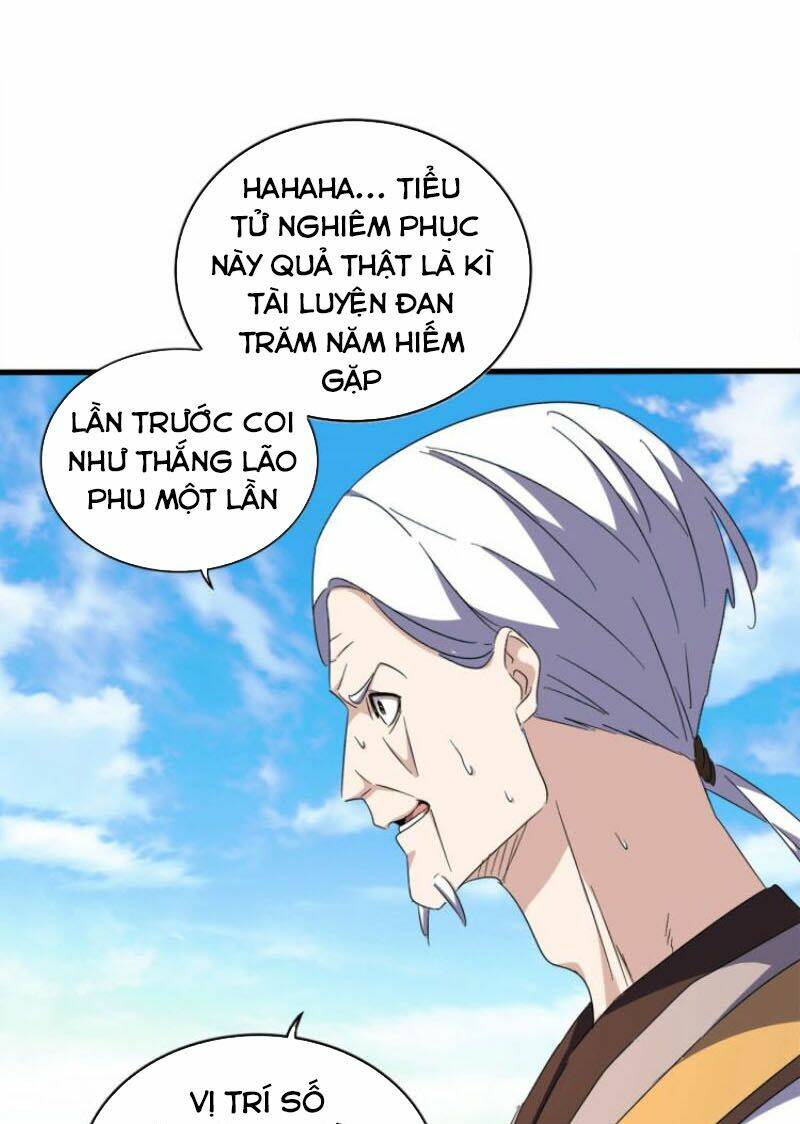 HAHAHA... TIỂU
TỬ NGHIÊM PHỤC
NÀY QUẢ THẬT LÀ KÌ
TÀI LUYỆN ĐAN
TRĂM NĂM HIẾM
GẶP
LẦN TRƯỚC COI
NHƯ THẮNG LÃO
PHU MỘT LẦN
VỊ TRÍ SỐ